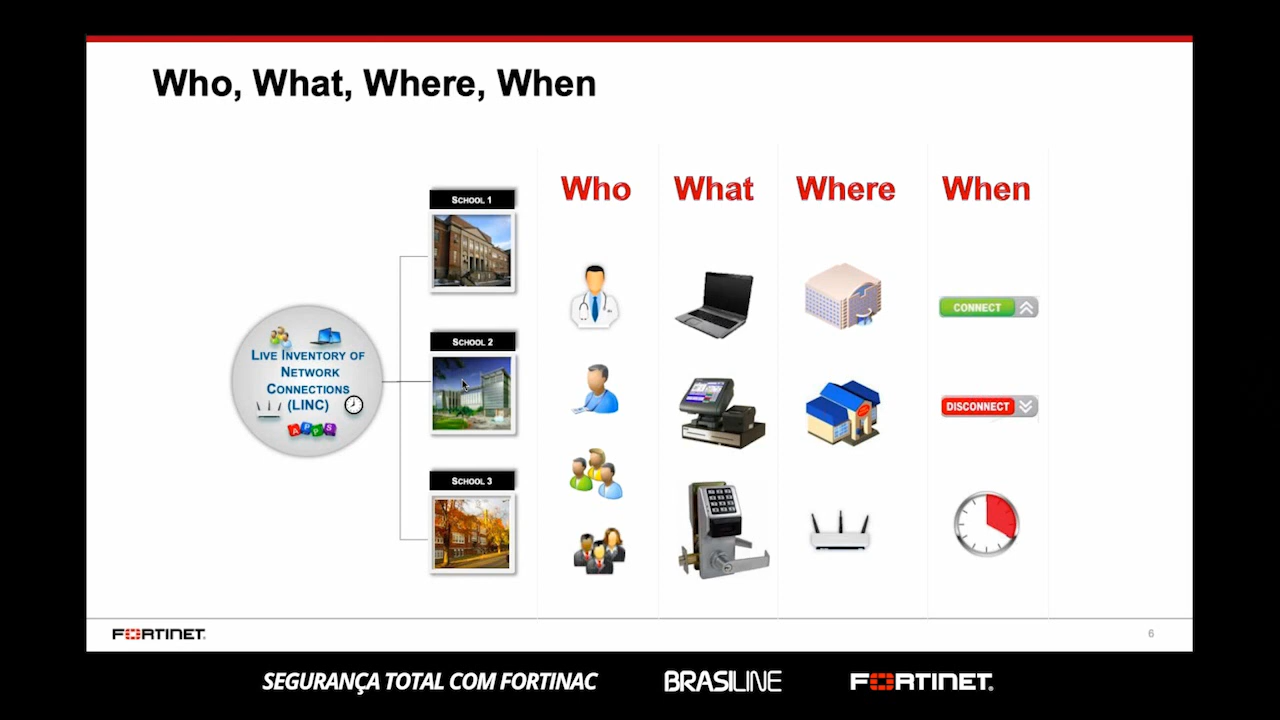 Who, What, Where, When
Who
What
Where
When
SCHOOL 1
SCHOOL 2
SCHOOL 3
LIVE INVENTORY OF
NETWORK
CONNECTIONS
(LINC)
APPS
CONNECT
DISCONNECT
FORTINET
6
SEGURANÇA TOTAL COM FORTINAC
BRASILINE
FORTINET